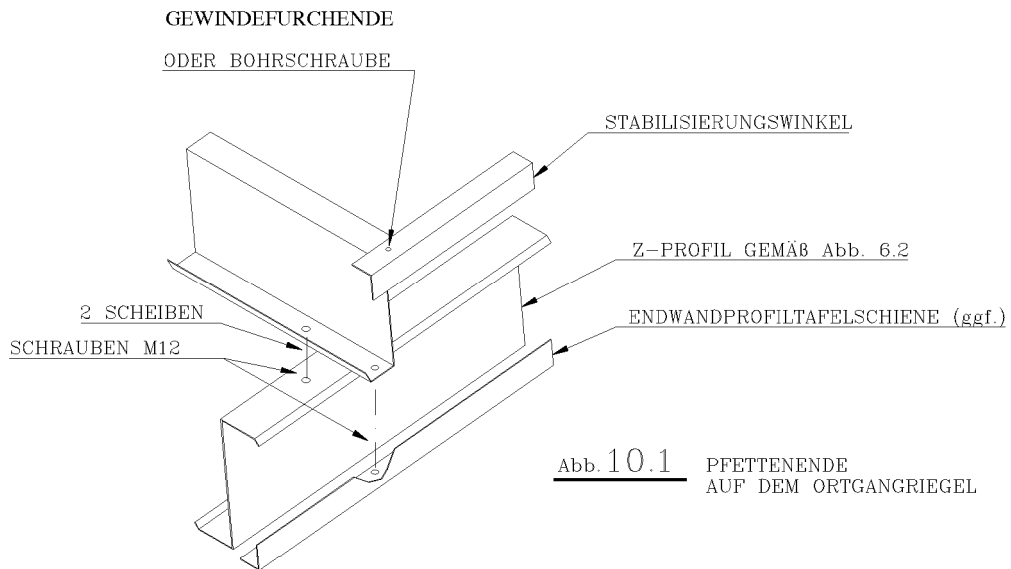 GEWINDEFURCHENDE
ODER BOHRSCHRAUBE
STABILISIERUNGSWINKEL
Z-PROFIL GEMÄß Abb. 6.2
2 SCHEIBEN
ENDWANDPROFILTAFELSCHIENE (ggf.)
SCHRAUBEN M12
Abb. 10.1 PFETTENENDE
AUF DEM ORTGANGRIEGEL